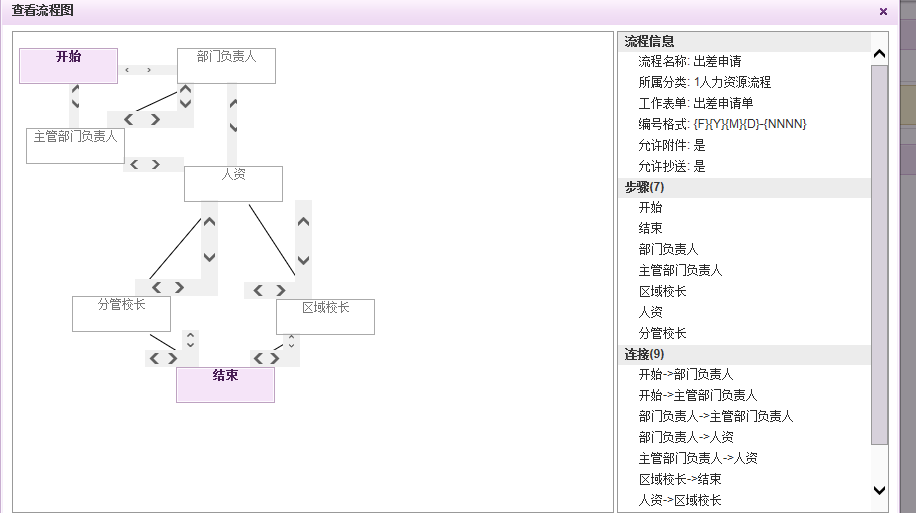 查看流程图
开始
部门负责人
主管部门负责人
人资
分管校长
区域校长
结束
流程信息
流程名称: 出差申请
所属分类: 1人力资源流程
工作表单: 出差申请单
编号格式: {F}{Y}{M}{D}-{NNNN}
允许附件: 是
允许抄送: 是
步骤(7)
开始
结束
部门负责人
主管部门负责人
区域校长
人资
分管校长
连接(9)
开始->部门负责人
开始->主管部门负责人
部门负责人->主管部门负责人
部门负责人->人资
主管部门负责人->人资
区域校长->结束
人资->区域校长